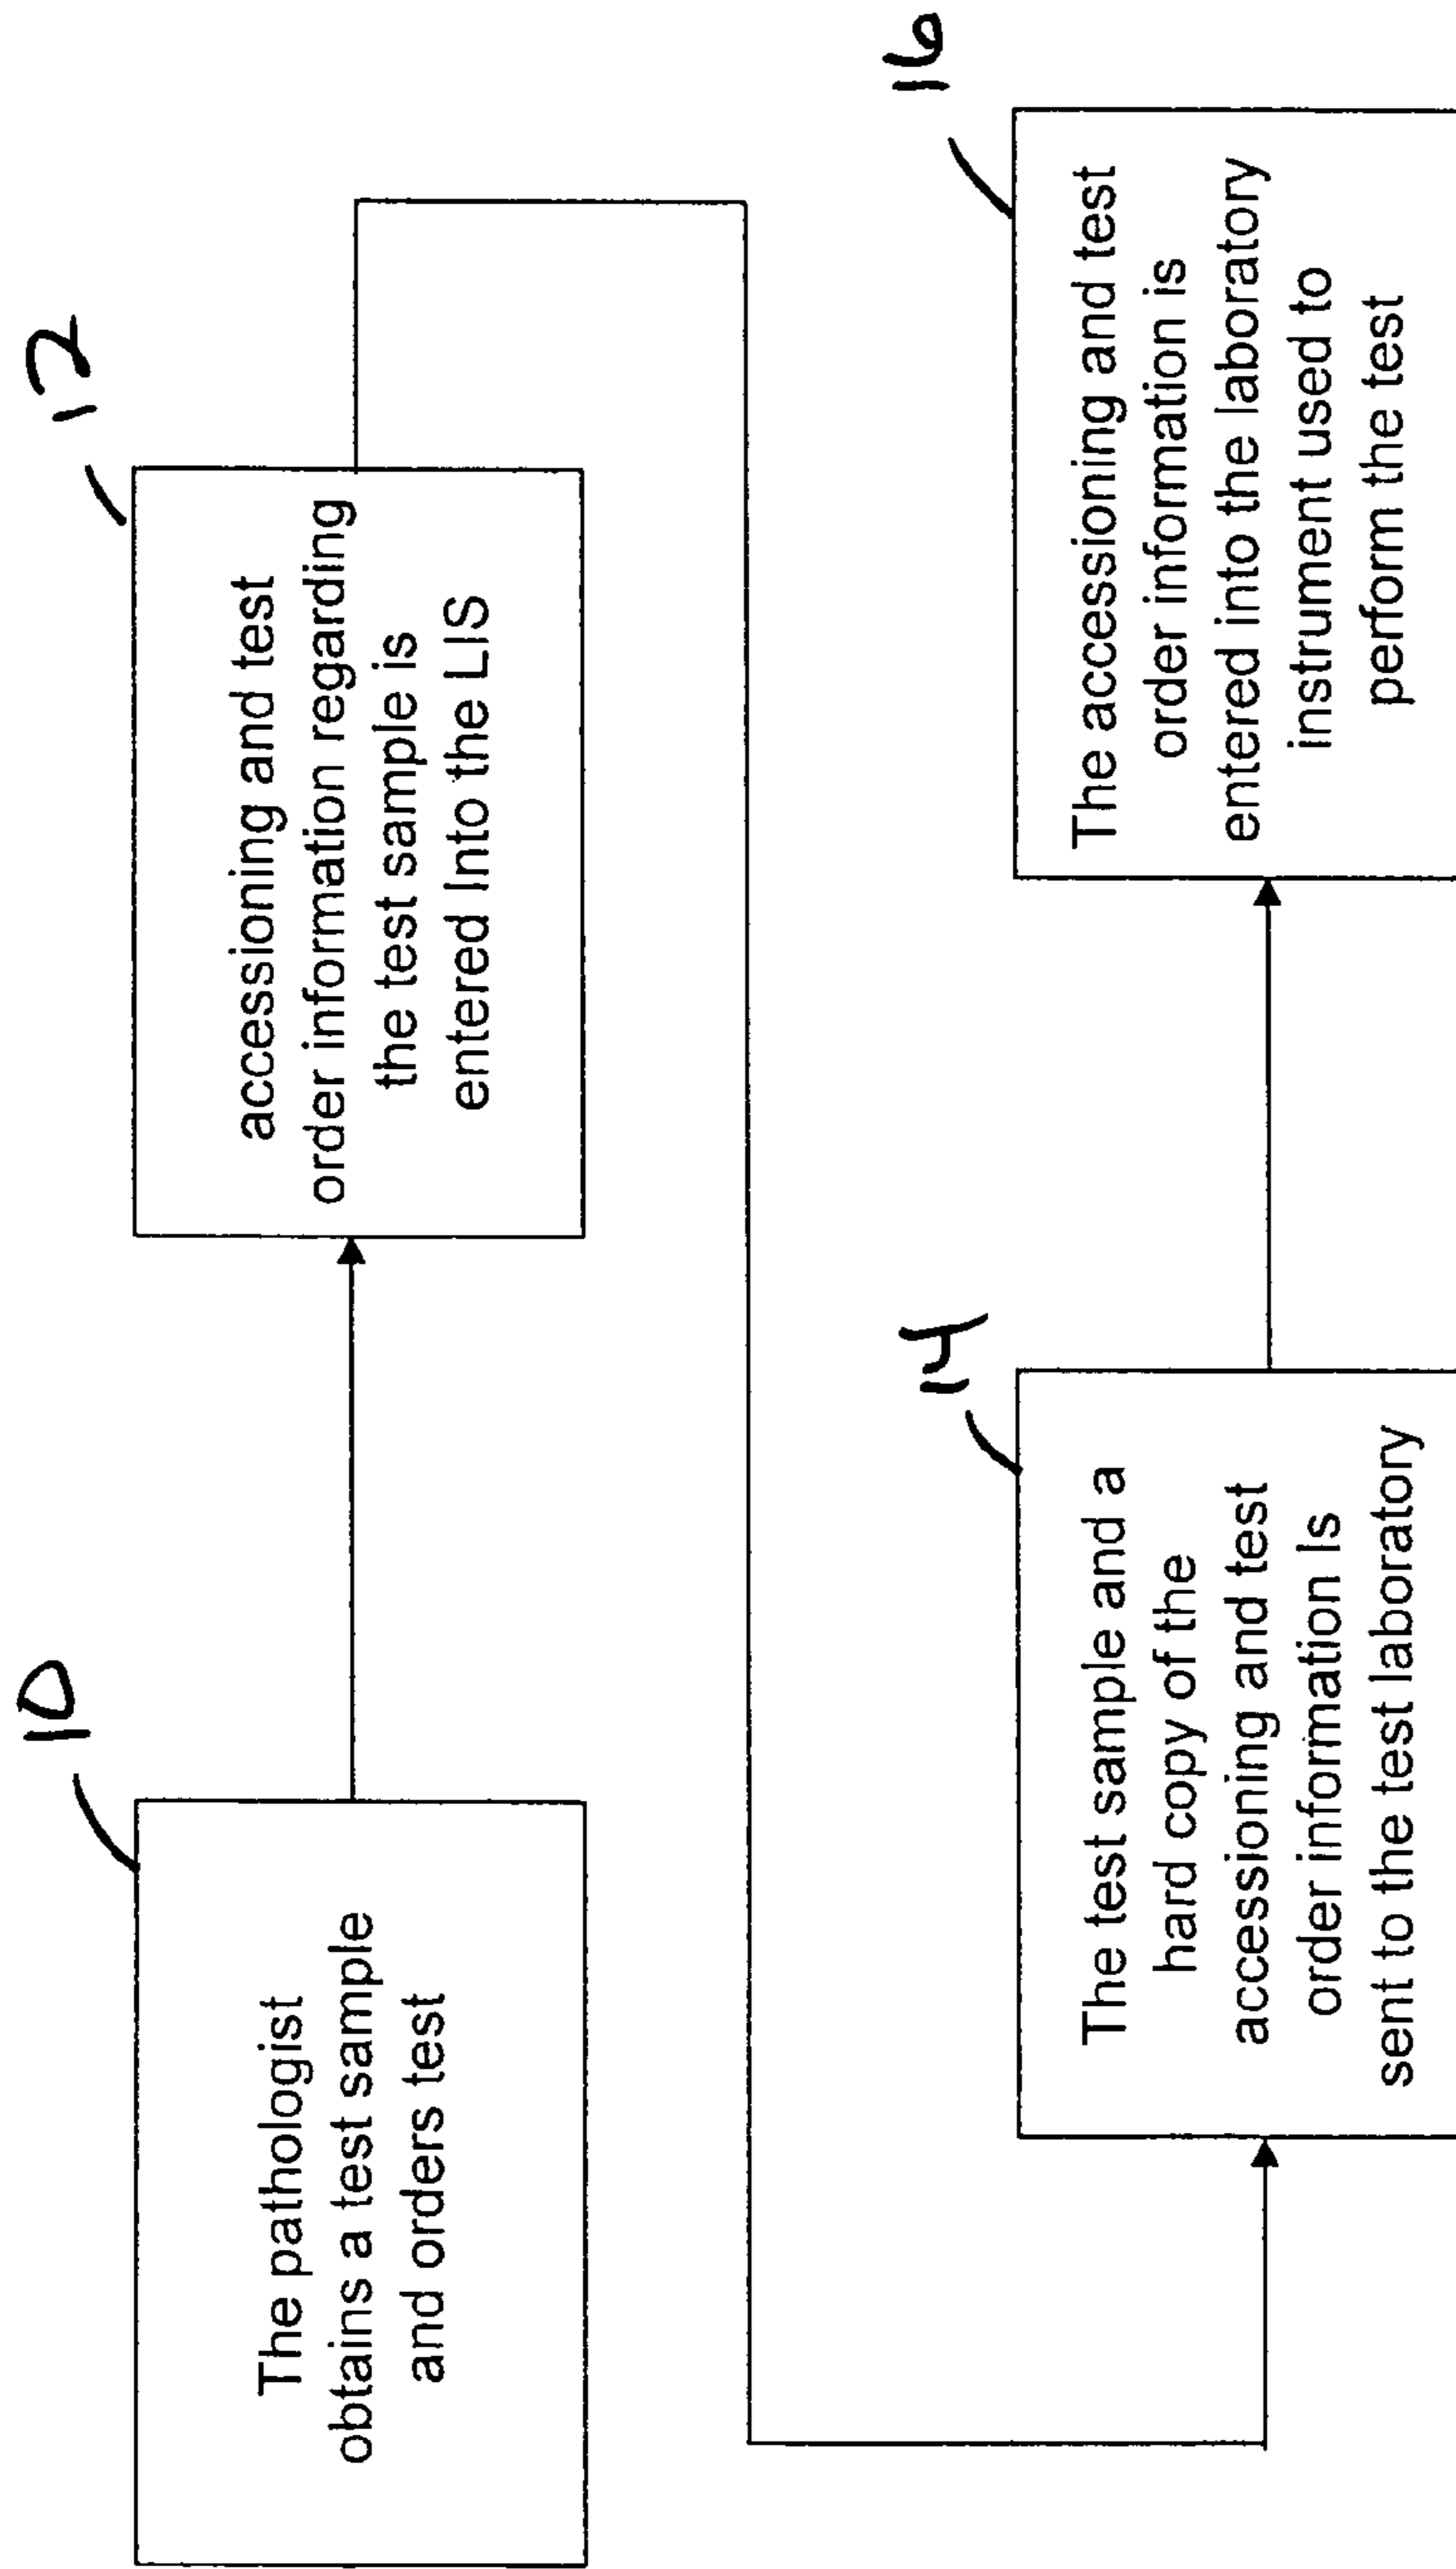 10
The pathologist
obtains a test sample
and orders test
12
accessioning and test
order information regarding
the test sample is
entered Into the LIS
14
The test sample and a
hard copy of the
accessioning and test
order information Is
sent to the test laboratory
16
The accessioning and test
order information is
entered into the laboratory
instrument used to
perform the test